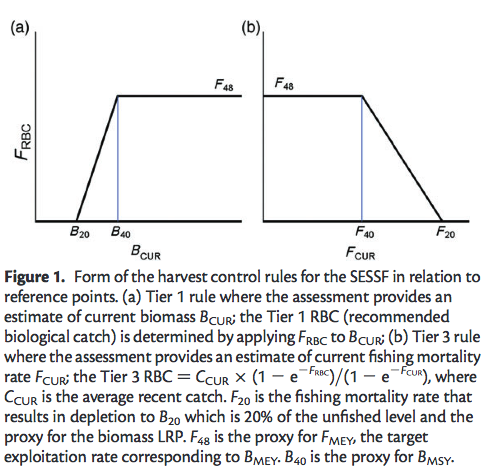 (a)
(b)
F48
F48
FRBC
B20
B40
F40
F20
BCUR
FCUR
Figure 1. Form of the harvest control rules for the SESSF in relation to
reference points. (a) Tier 1 rule where the assessment provides an
estimate of current biomass BCUR; the Tier 1 RBC (recommended
biological catch) is determined by applying FRBC to BCUR; (b) Tier 3 rule
where the assessment provides an estimate of current fishing mortality
rate FCUR; the Tier 3 RBC = CCUR × (1 − e−FRBC)/(1 − e−FCUR), where
CCUR is the average recent catch. F20 is the fishing mortality rate that
results in depletion to B20 which is 20% of the unfished level and the
proxy for the biomass LRP. F48 is the proxy for FMEY, the target
exploitation rate corresponding to BMEY. B40 is the proxy for BMSY.